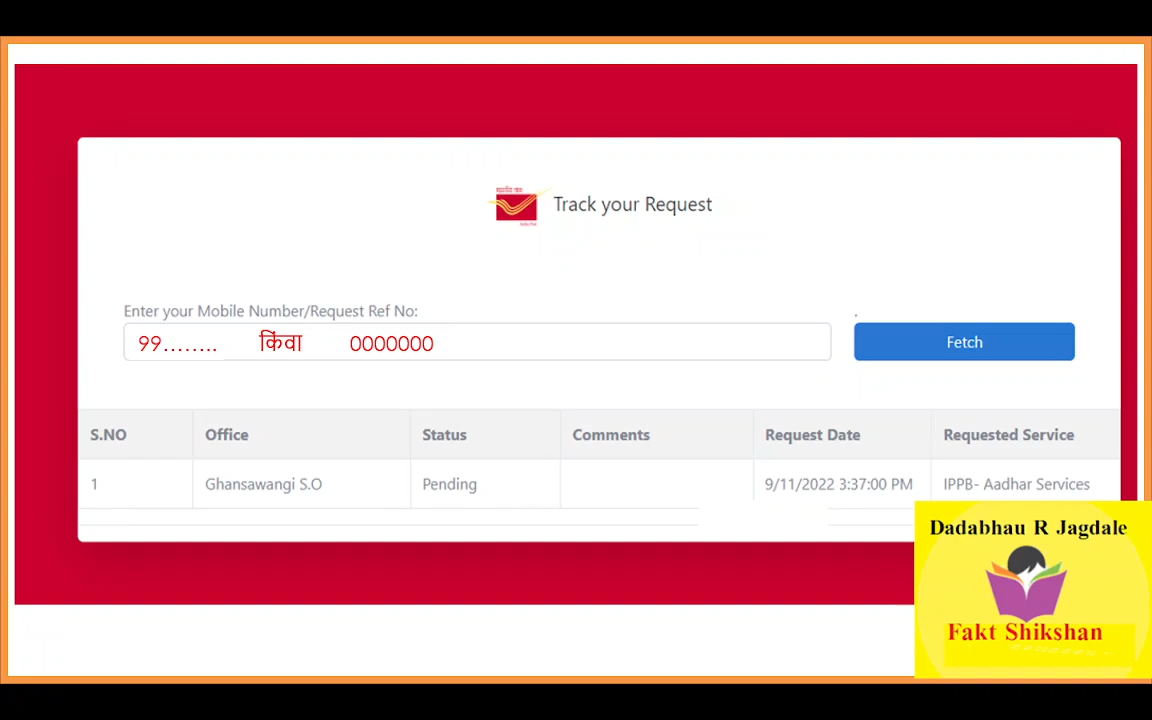 Track your Request
Enter your Mobile Number/Request Ref No:
99........ किंवा 0000000
Fetch
S.NO Office Status Comments Request Date Requested Service
1 Ghansawangi S.O Pending 9/11/2022 3:37:00 PM IPPB- Aadhar Services
Dadabhau R Jagdale
Fakt Shikshan